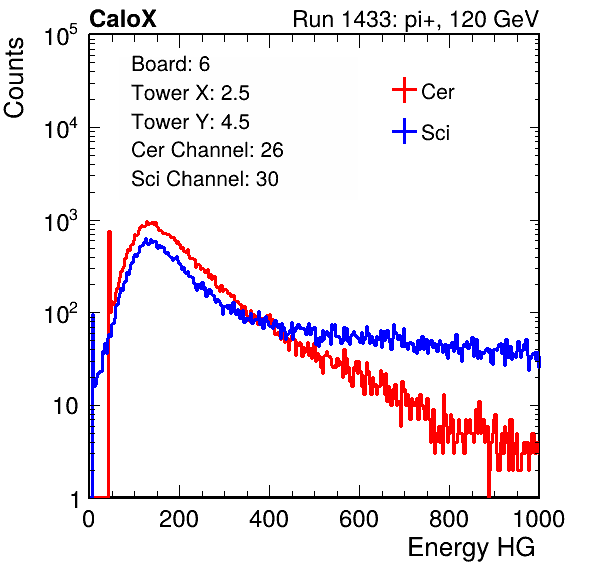 CaloX Run 1433: pi+, 120 GeV
Board: 6
Tower X: 2.5
Tower Y: 4.5
Cer Channel: 26
Sci Channel: 30
Cer
Sci
Counts
10^5
10^4
10^3
10^2
10
1
0 200 400 600 800 1000
Energy HG